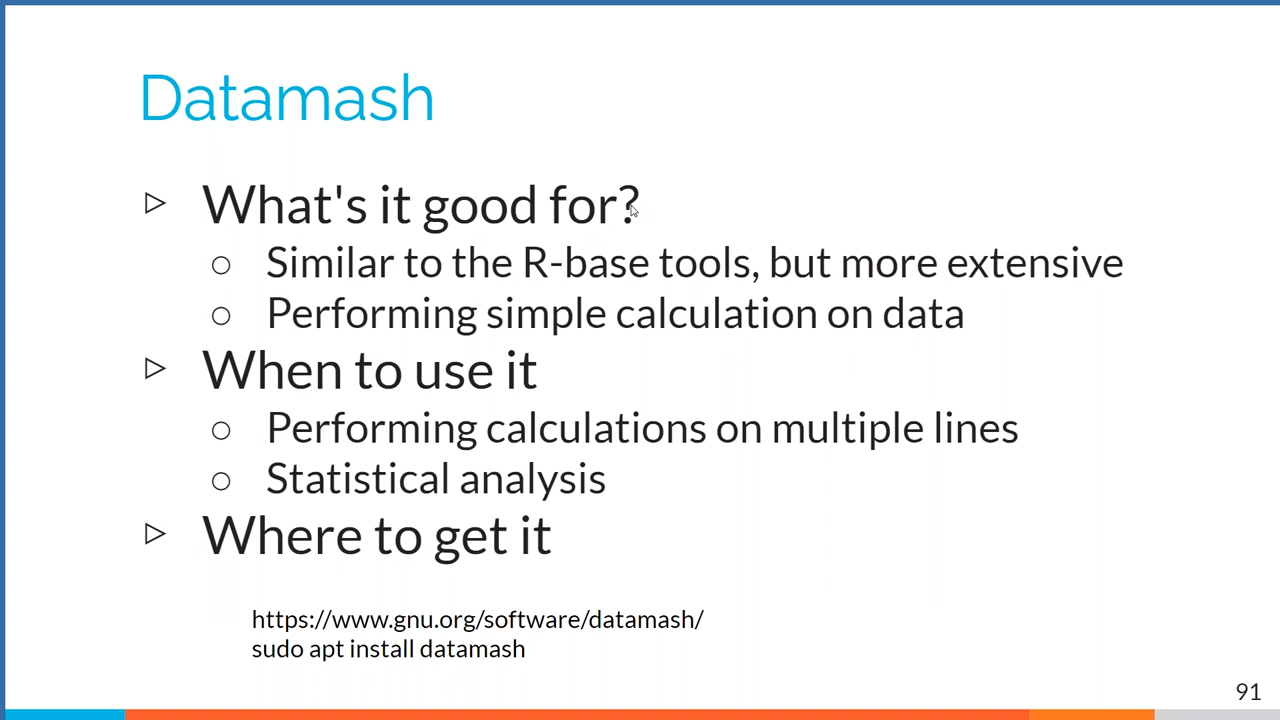 Datamash
▷ What's it good for?
○ Similar to the R-base tools, but more extensive
○ Performing simple calculation on data
▷ When to use it
○ Performing calculations on multiple lines
○ Statistical analysis
▷ Where to get it
https://www.gnu.org/software/datamash/
sudo apt install datamash
91